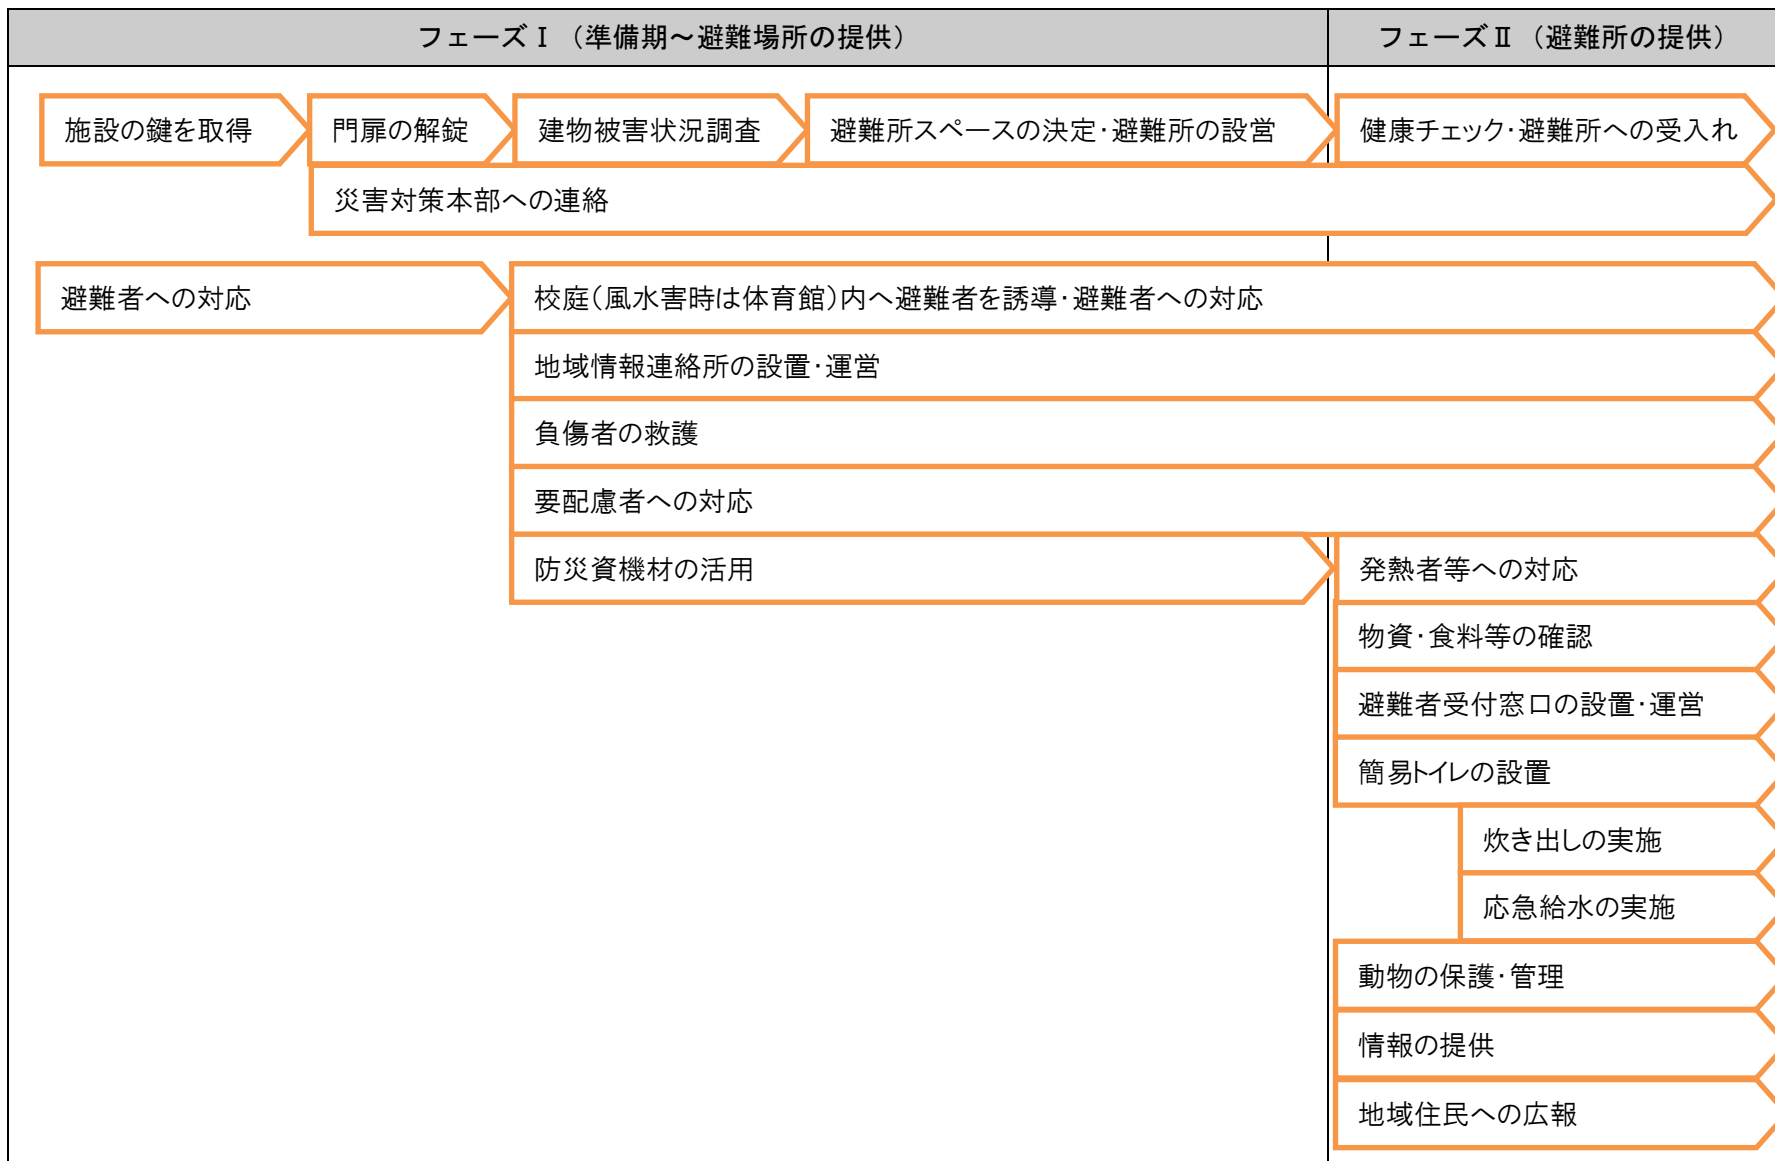 フェーズⅠ（準備期～避難場所の提供）
フェーズⅡ（避難所の提供）
施設の鍵を取得
門扉の解錠
建物被害状況調査
避難所スペースの決定・避難所の設営
健康チェック・避難所への受入れ
災害対策本部への連絡
避難者への対応
校庭（風水害時は体育館）内へ避難者を誘導・避難者への対応
地域情報連絡所の設置・運営
負傷者の救護
要配慮者への対応
防災資機材の活用
発熱者等への対応
物資・食料等の確認
避難者受付窓口の設置・運営
簡易トイレの設置
炊き出しの実施
応急給水の実施
動物の保護・管理
情報の提供
地域住民への広報